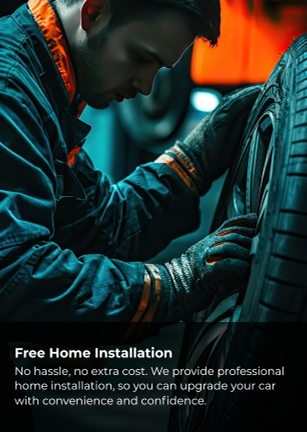 Free Home Installation
No hassle, no extra cost. We provide professional
home installation, so you can upgrade your car
with convenience and confidence.